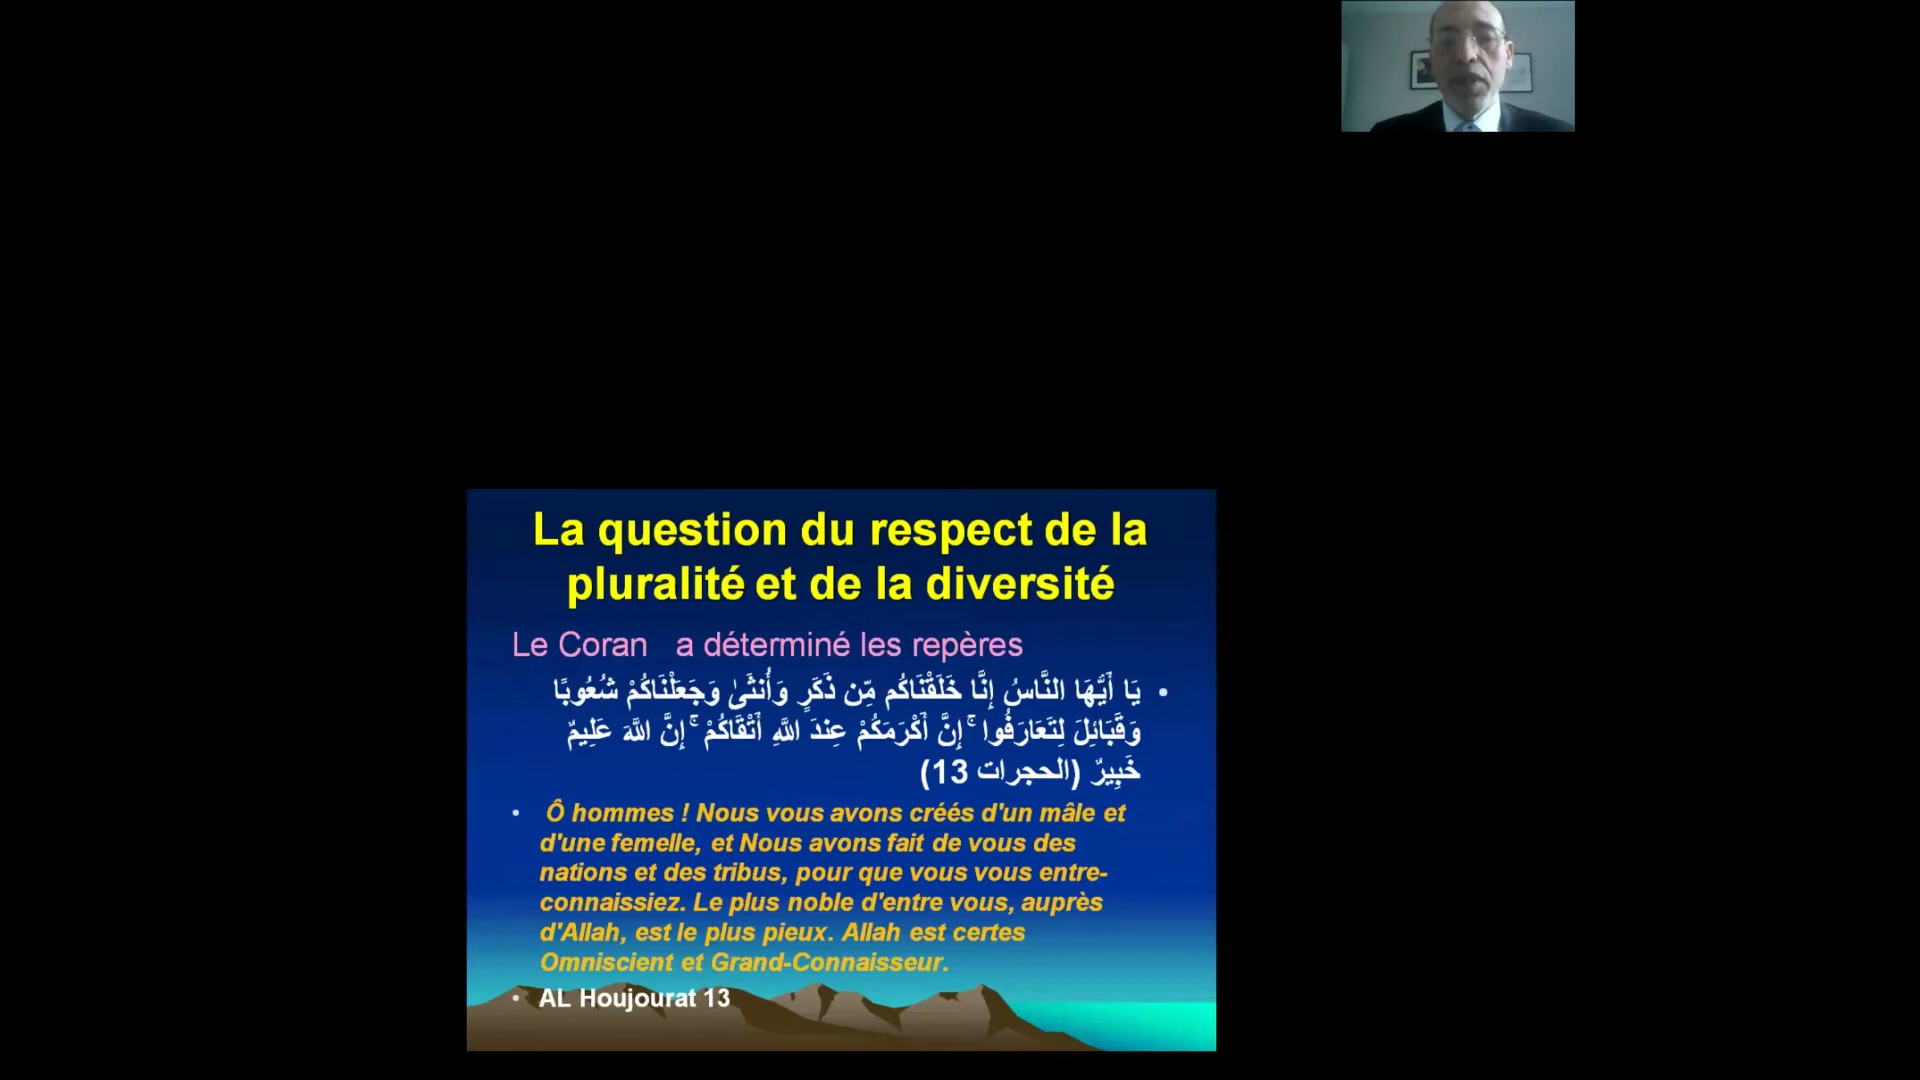 La question du respect de la
pluralité et de la diversité
Le Coran a déterminé les repères
• يَا أَيُّهَا النَّاسُ إِنَّا خَلَقْنَاكُم مِّن ذَكَرٍ وَأُنثَىٰ وَجَعَلْنَاكُمْ شُعُوبًا
وَقَبَائِلَ لِتَعَارَفُوا ۚ إِنَّ أَكْرَمَكُمْ عِندَ اللَّهِ أَتْقَاكُمْ ۚ إِنَّ اللَّهَ عَلِيمٌ
خَبِيرٌ (الحجرات 13)
• Ô hommes ! Nous vous avons créés d'un mâle et
d'une femelle, et Nous avons fait de vous des
nations et des tribus, pour que vous vous entre-
connaissiez. Le plus noble d'entre vous, auprès
d'Allah, est le plus pieux. Allah est certes
Omniscient et Grand-Connaisseur.
• AL Houjourat 13